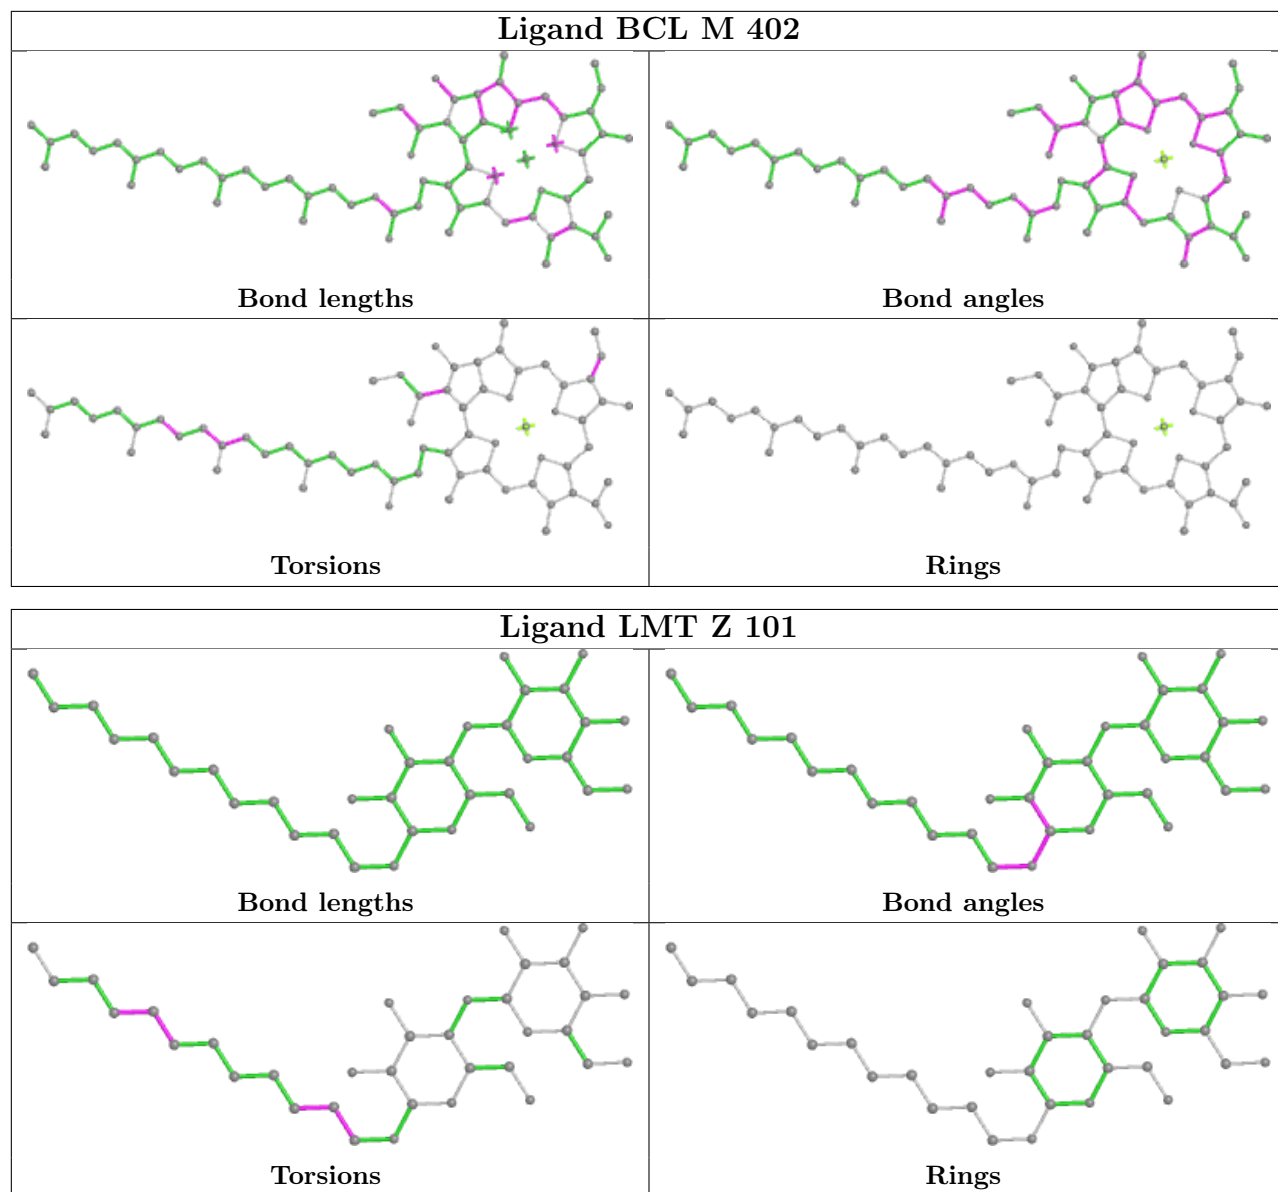 Ligand BCL M 402
Bond lengths
Bond angles
Torsions
Rings
Ligand LMT Z 101
Bond lengths
Bond angles
Torsions
Rings